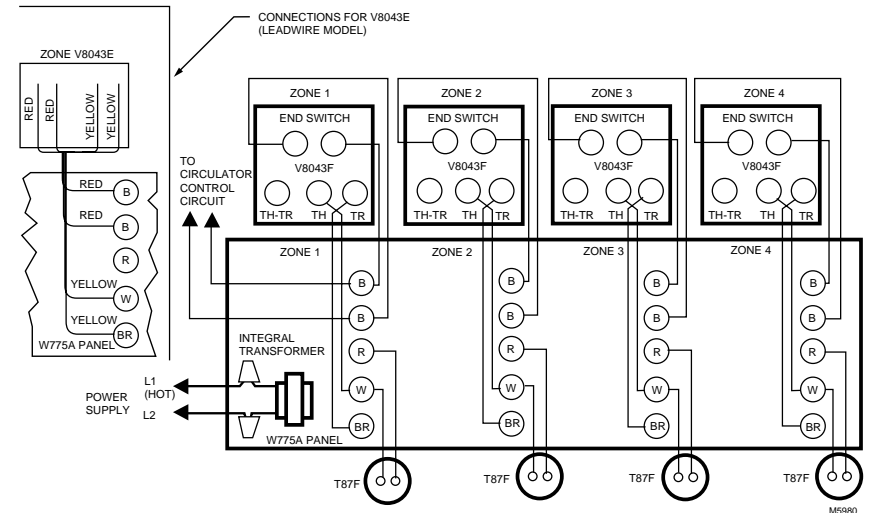 CONNECTIONS FOR V8043E
(LEADWIRE MODEL)
ZONE V8043E
RED
RED
YELLOW
YELLOW
RED
B
RED
B
R
YELLOW
W
YELLOW
BR
W775A PANEL
TO
CIRCULATOR
CONTROL
CIRCUIT
ZONE 1
END SWITCH
V8043F
TH-TR
TH
TR
ZONE 2
END SWITCH
V8043F
TH-TR
TH
TR
ZONE 3
END SWITCH
V8043F
TH-TR
TH
TR
ZONE 4
END SWITCH
V8043F
TH-TR
TH
TR
ZONE 1
B
B
R
W
BR
ZONE 2
B
B
R
W
BR
ZONE 3
B
B
R
W
BR
ZONE 4
B
B
R
W
BR
INTEGRAL
TRANSFORMER
L1
(HOT)
POWER
SUPPLY
L2
W775A PANEL
T87F
T87F
T87F
T87F
M5980